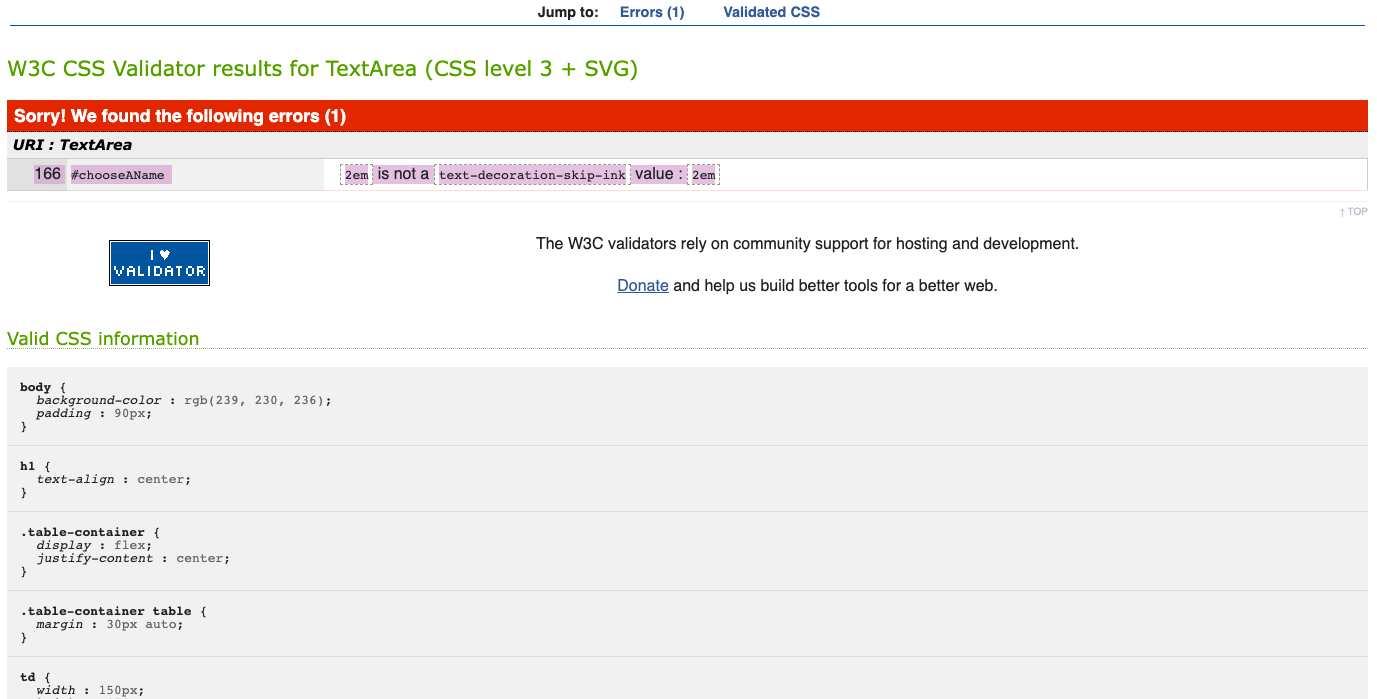 Jump to: Errors (1) Validated CSS
W3C CSS Validator results for TextArea (CSS level 3 + SVG)
Sorry! We found the following errors (1)
URI : TextArea
166 #chooseAName 2em is not a text-decoration-skip-ink value : 2em
↑ TOP
I ♥
VALIDATOR
The W3C validators rely on community support for hosting and development.
Donate and help us build better tools for a better web.
Valid CSS information
body {
background-color : rgb(239, 230, 236);
padding : 90px;
}
h1 {
text-align : center;
}
.table-container {
display : flex;
justify-content : center;
}
.table-container table {
margin : 30px auto;
}
td {
width : 150px;